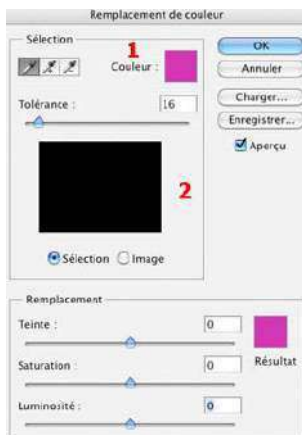 Remplacement de couleur
Sélection
1
Couleur :
OK
Annuler
Tolérance : 16
Charger...
Enregistrer...
Aperçu
2
Sélection Image
Remplacement
Teinte : 0
Résultat
Saturation : 0
Luminosité : 0